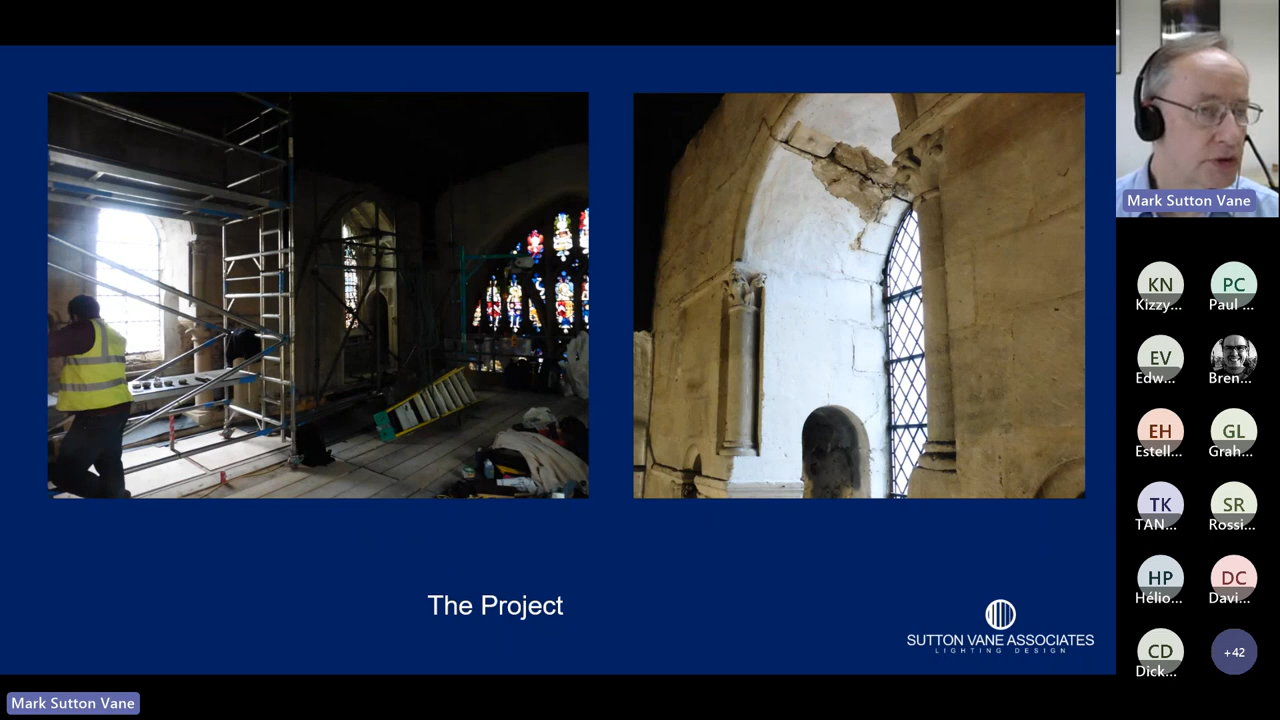 The Project
SUTTON VANE ASSOCIATES
LIGHTING DESIGN
Mark Sutton Vane
Mark Sutton Vane
KN
Kizzy...
PC
Paul ...
EV
Edw...
Bren...
EH
Estell...
GL
Grah...
TK
TAN...
SR
Rossi...
HP
Hélio...
DC
Davi...
CD
Dick...
+42